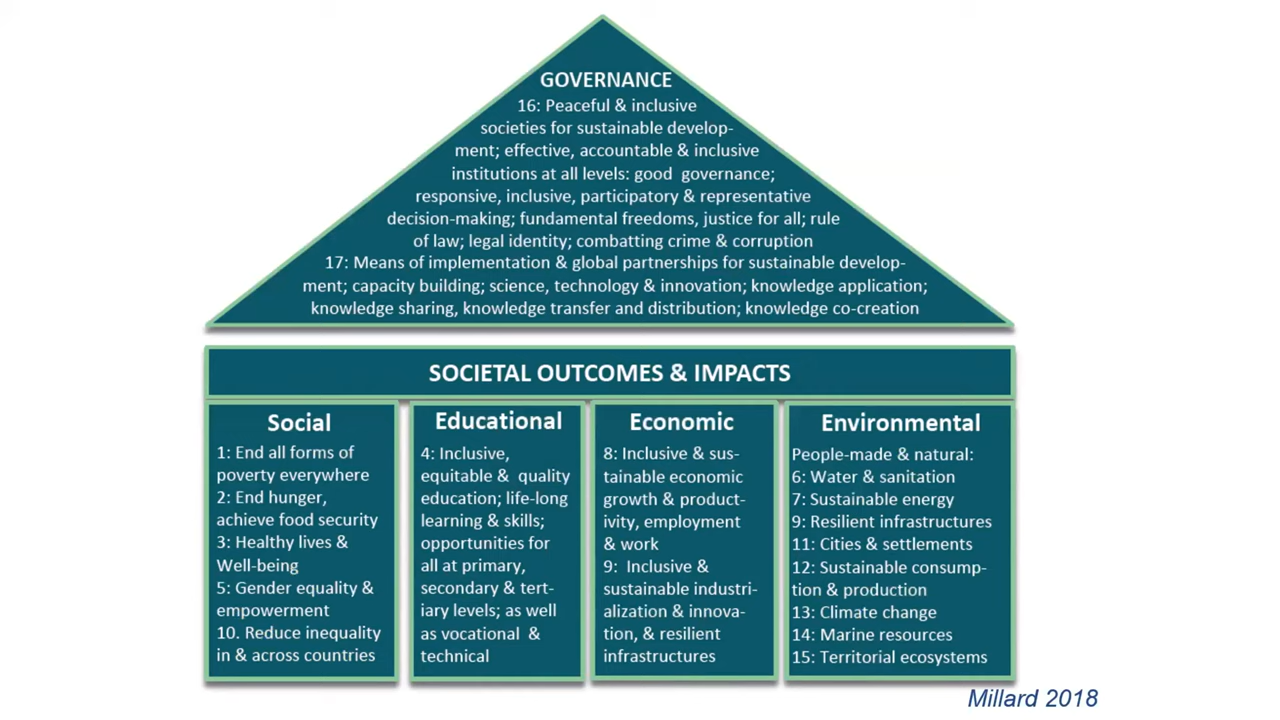 GOVERNANCE
16: Peaceful & inclusive
societies for sustainable develop-
ment; effective, accountable & inclusive
institutions at all levels: good governance;
responsive, inclusive, participatory & representative
decision-making; fundamental freedoms, justice for all; rule
of law; legal identity; combatting crime & corruption
17: Means of implementation & global partnerships for sustainable develop-
ment; capacity building; science, technology & innovation; knowledge application;
knowledge sharing, knowledge transfer and distribution; knowledge co-creation
SOCIETAL OUTCOMES & IMPACTS
Social
1: End all forms of
poverty everywhere
2: End hunger,
achieve food security
3: Healthy lives &
Well-being
5: Gender equality &
empowerment
10. Reduce inequality
in & across countries
Educational
4: Inclusive,
equitable & quality
education; life-long
learning & skills;
opportunities for
all at primary,
secondary & tert-
iary levels; as well
as vocational &
technical
Economic
8: Inclusive & sus-
tainable economic
growth & product-
ivity, employment
& work
9: Inclusive &
sustainable industri-
alization & innova-
tion, & resilient
infrastructures
Environmental
People-made & natural:
6: Water & sanitation
7: Sustainable energy
9: Resilient infrastructures
11: Cities & settlements
12: Sustainable consump-
tion & production
13: Climate change
14: Marine resources
15: Territorial ecosystems
Millard 2018